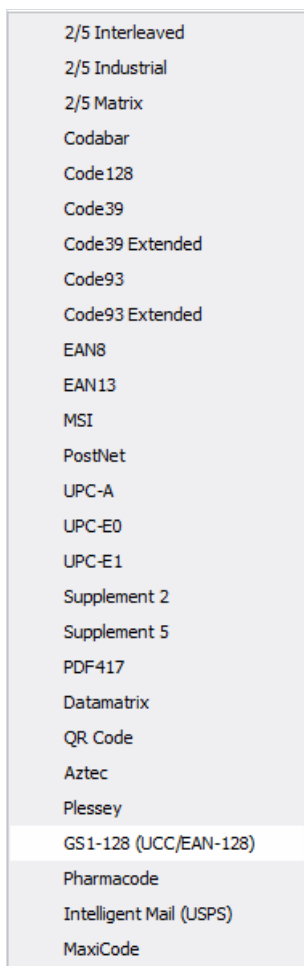 2/5 Interleaved
2/5 Industrial
2/5 Matrix
Codabar
Code128
Code39
Code39 Extended
Code93
Code93 Extended
EAN8
EAN13
MSI
PostNet
UPC-A
UPC-E0
UPC-E1
Supplement 2
Supplement 5
PDF417
Datamatrix
QR Code
Aztec
Plessey
GS1-128 (UCC/EAN-128)
Pharmacode
Intelligent Mail (USPS)
MaxiCode